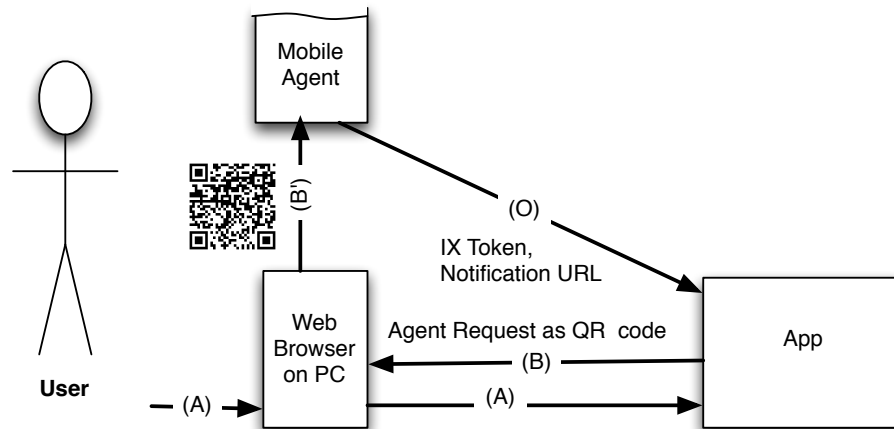 Mobile
Agent
(B')
(O)
IX Token,
Notification URL
Web
Browser
on PC
Agent Request as QR code
(B)
App
User
(A)
(A)